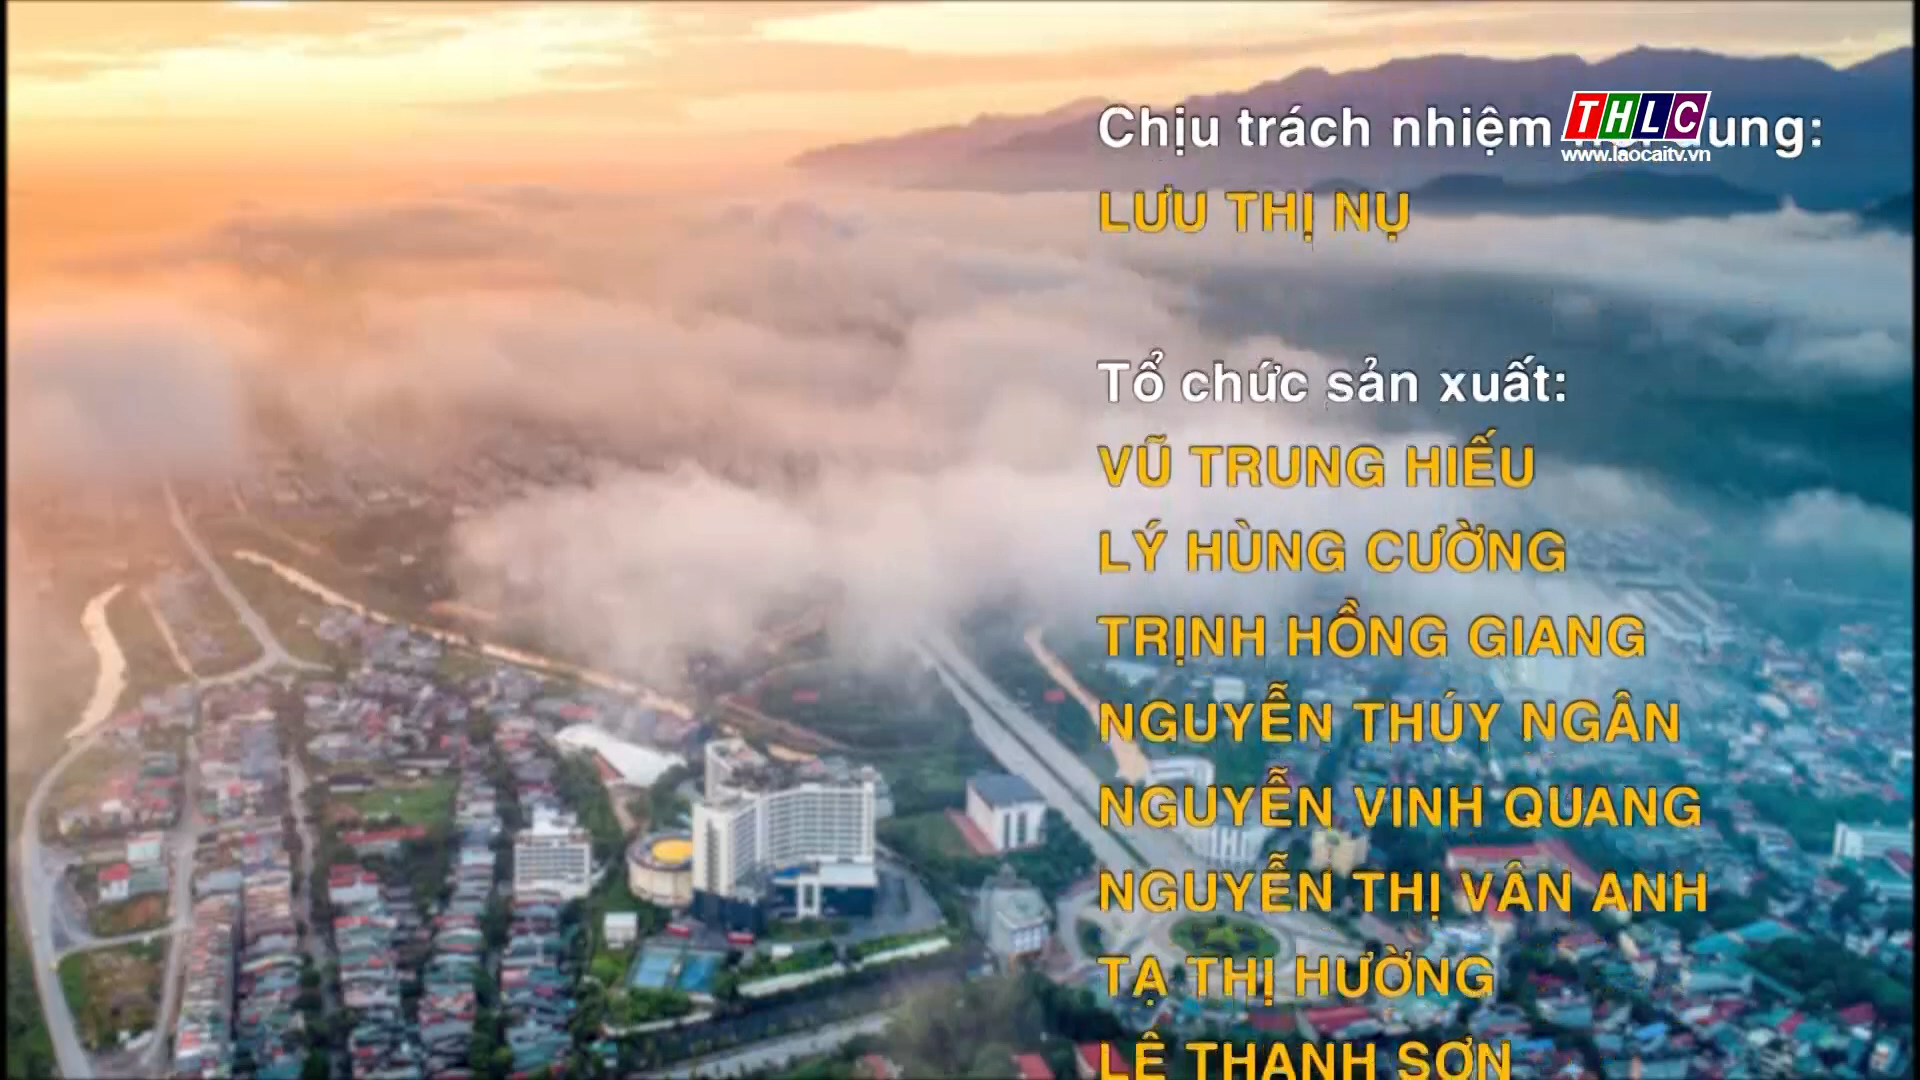 Chịu trách nhiệm
THLC
ung:
www.laocaitv.vn
LƯU THỊ NỤ
Tổ chức sản xuất:
VŨ TRUNG HIẾU
LÝ HÙNG CƯỜNG
TRỊNH HỒNG GIANG
NGUYỄN THÚY NGÂN
NGUYỄN VINH QUANG
NGUYỄN THỊ VÂN ANH
TẠ THỊ HƯỜNG
LÊ THANH SƠN